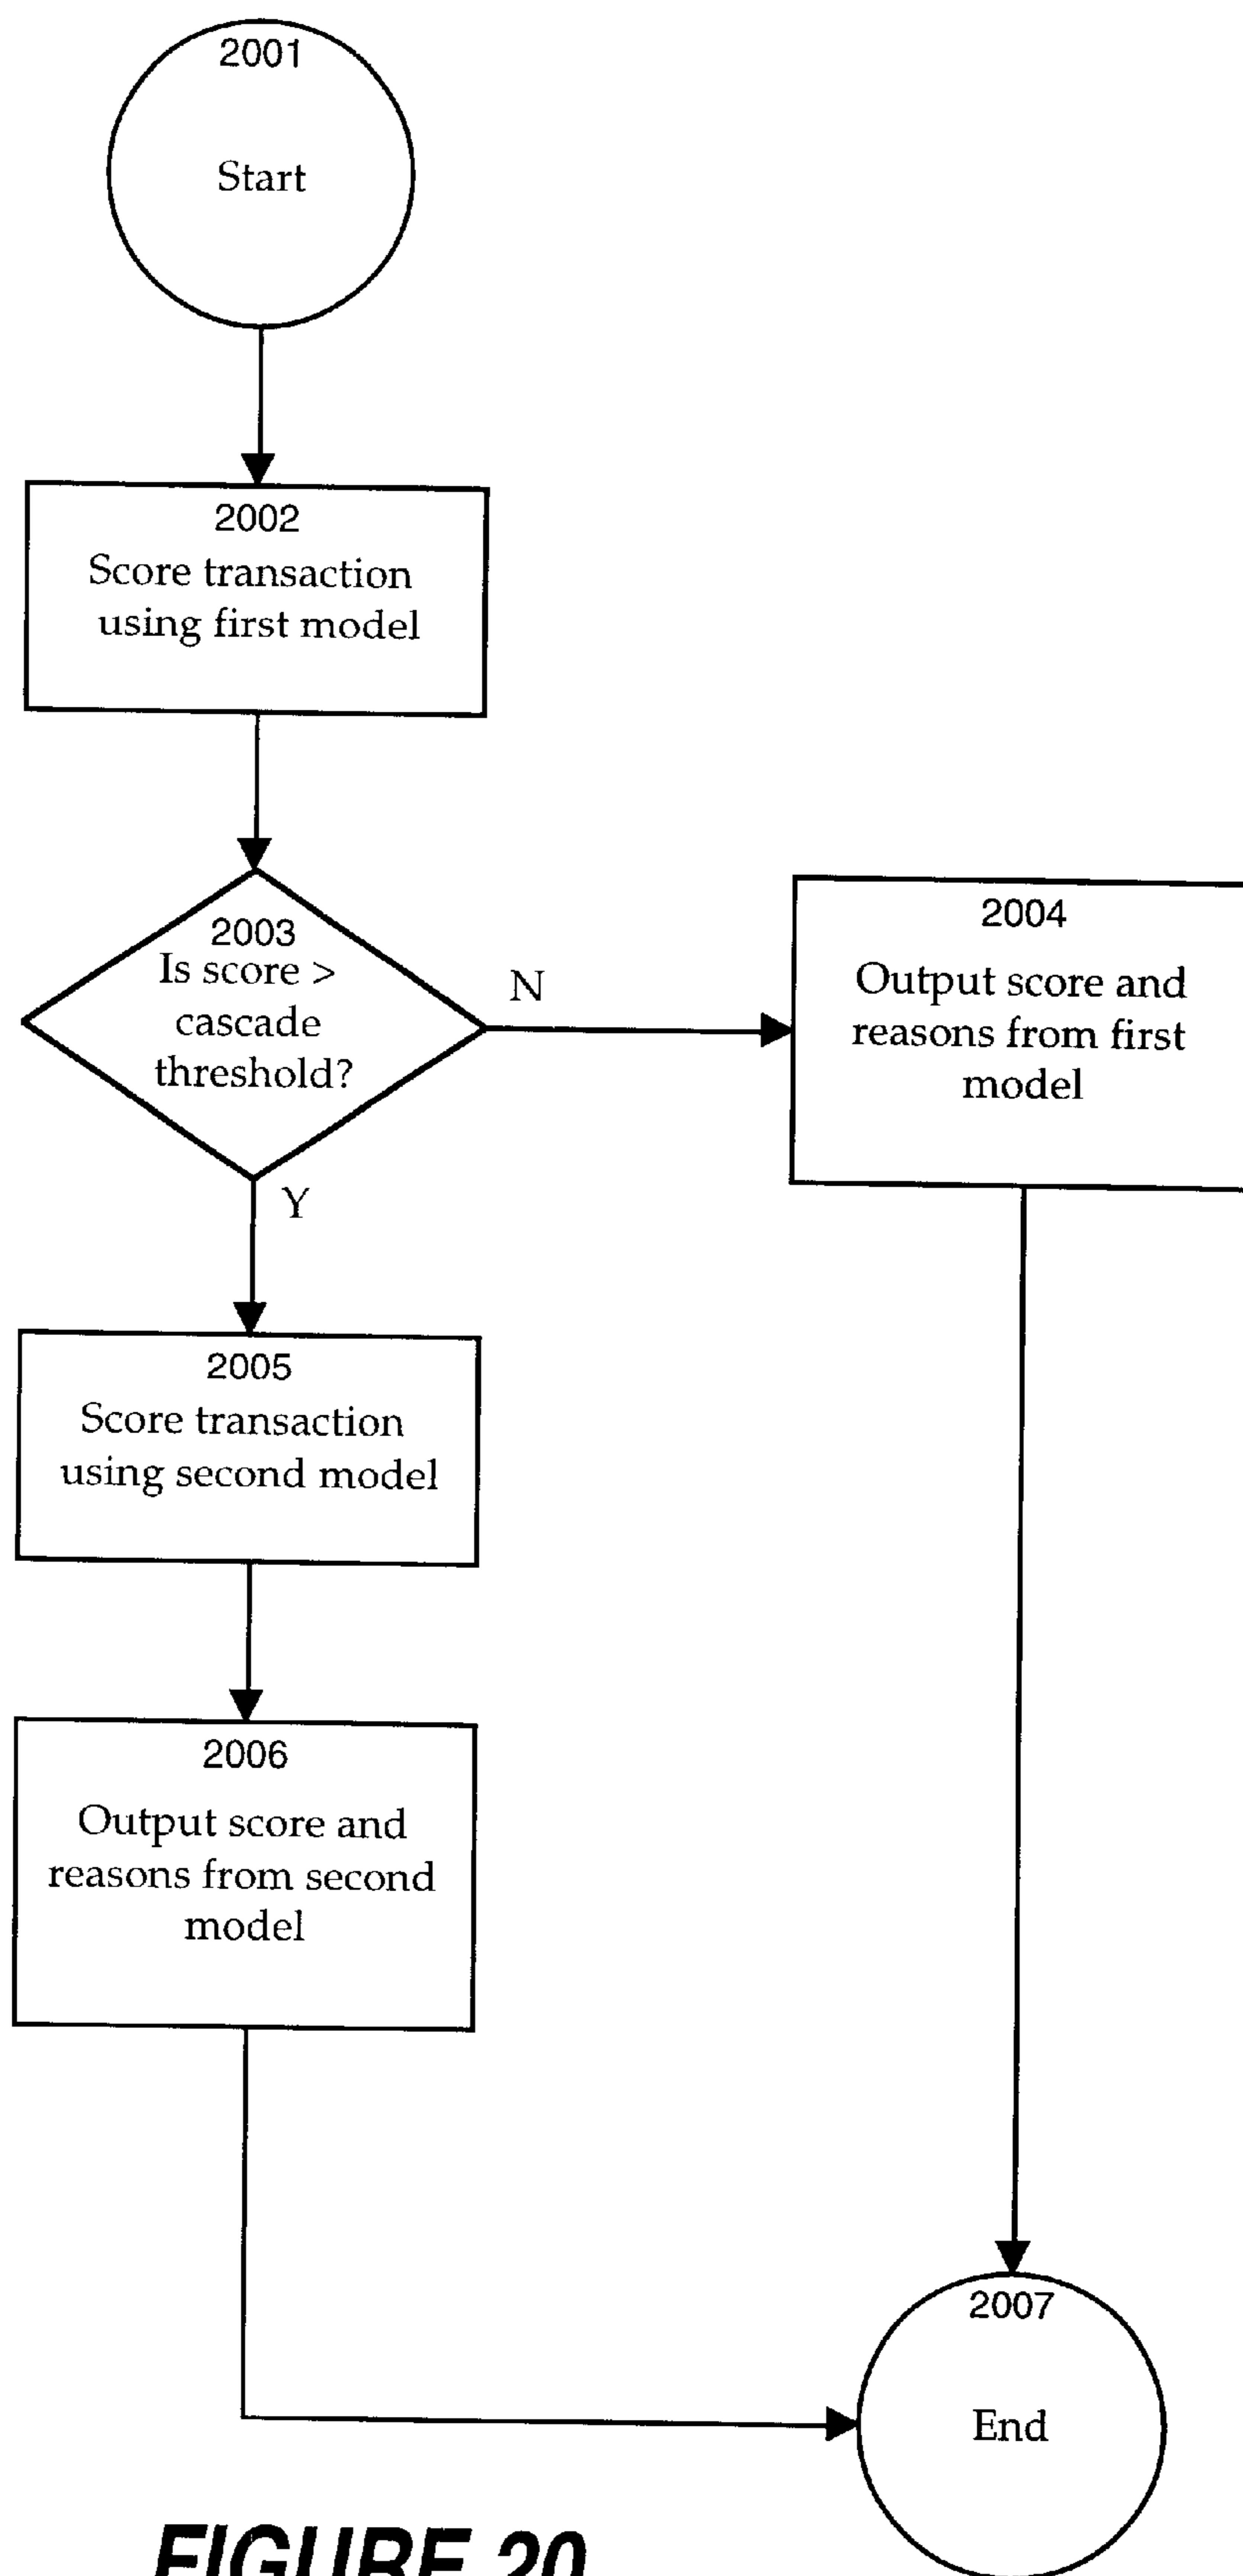 2001
Start
2002
Score transaction
using first model
2003
Is score >
cascade
threshold?
N
2004
Output score and
reasons from first
model
Y
2005
Score transaction
using second model
2006
Output score and
reasons from second
model
2007
End
FIGURE 20